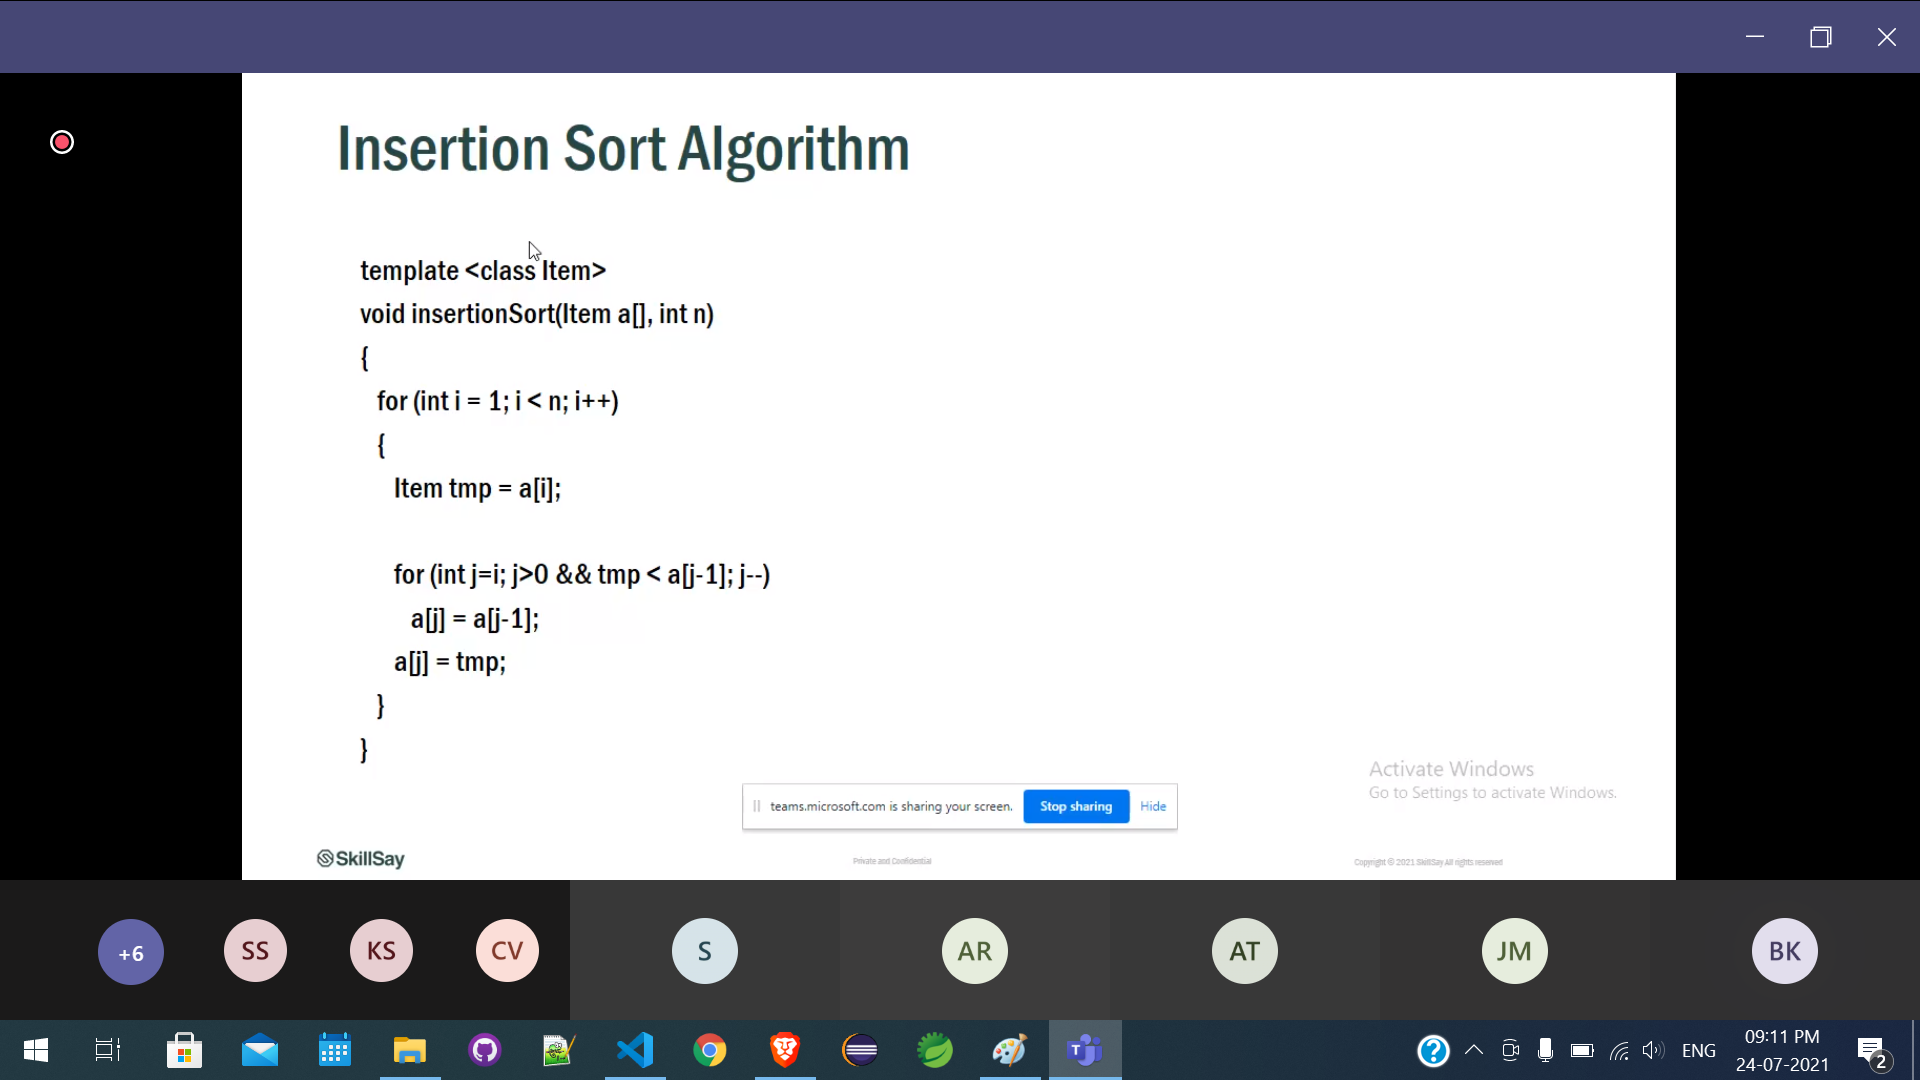 Insertion Sort Algorithm
template <class Item>
void insertionSort(Item a[], int n)
{
for (int i = 1; i < n; i++)
{
Item tmp = a[i];
for (int j=i; j>0 && tmp < a[j-1]; j--)
a[j] = a[j-1];
a[j] = tmp;
}
}
Activate Windows
Go to Settings to activate Windows.
teams.microsoft.com is sharing your screen. Stop sharing Hide
SkillSay
Private and Confidential
Copyright © 2021 SkillSay All rights reserved
+6 SS KS CV S AR AT JM BK
ENG
09:11 PM
24-07-2021
2